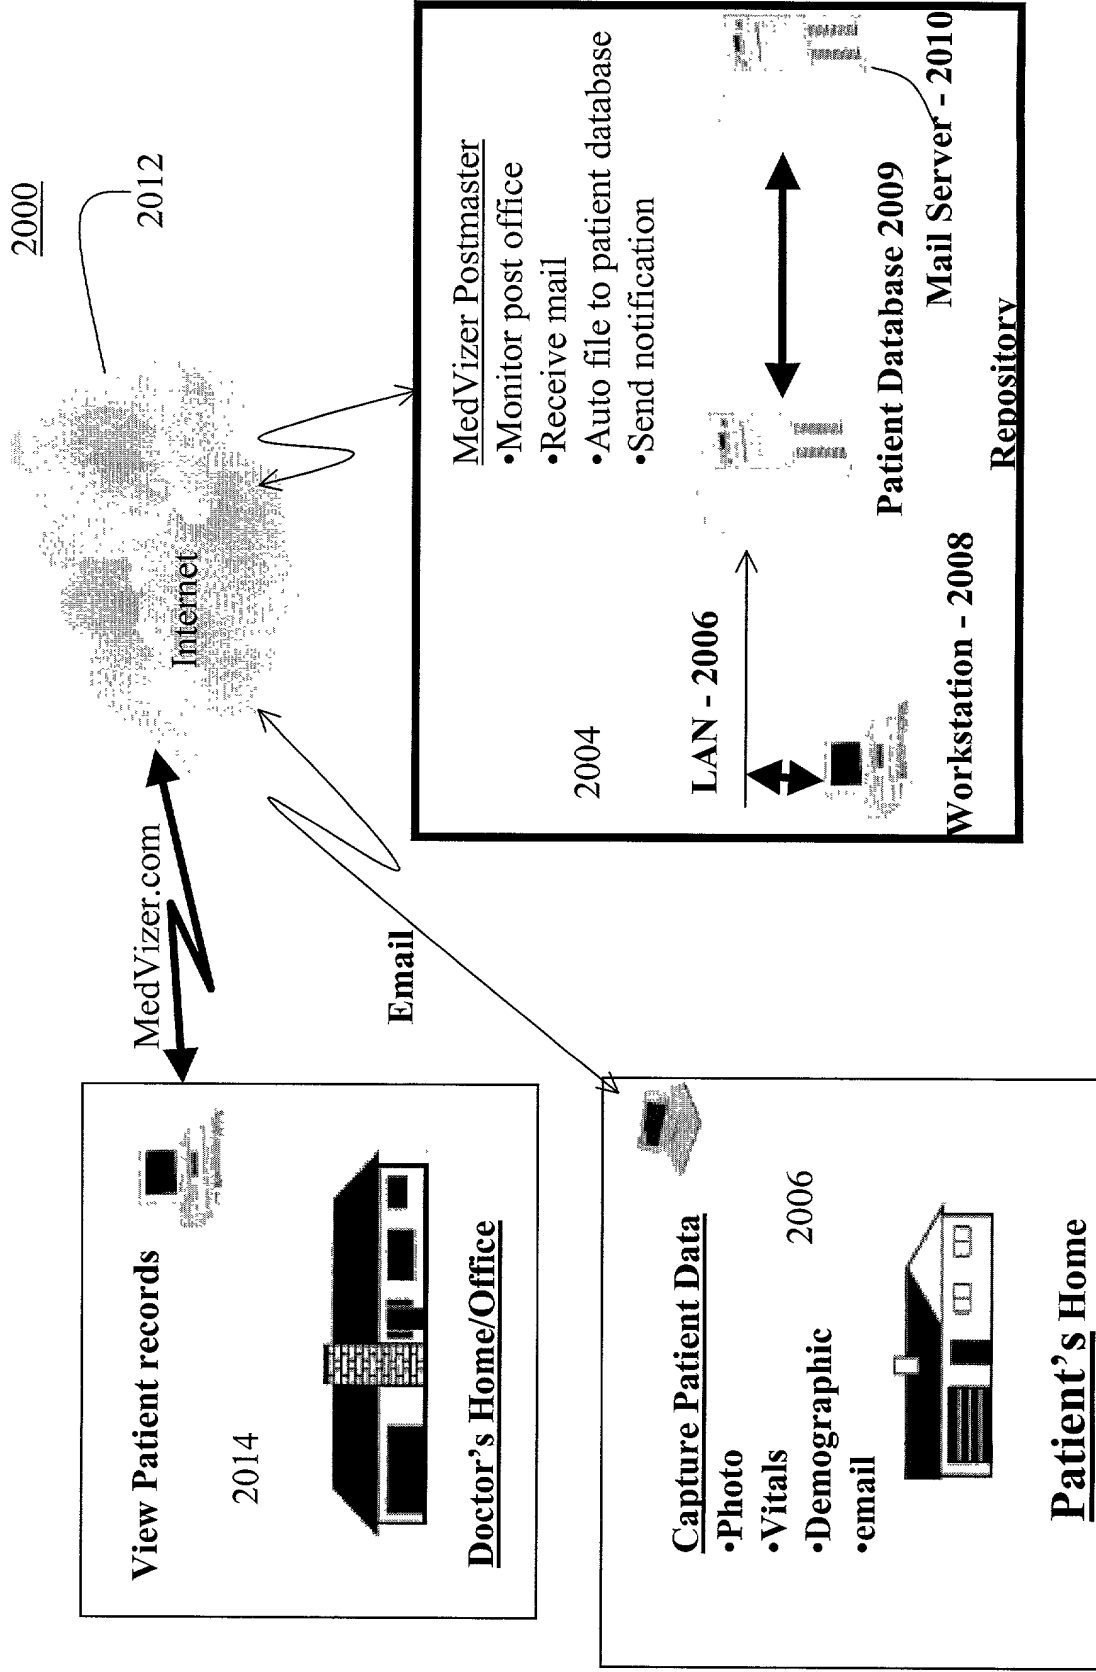 2000
2012
Internet
MedVizer.com
Email
View Patient records
2014
Doctor's Home/Office
Capture Patient Data
•Photo
•Vitals
•Demographic
•email
2006
Patient's Home
MedVizer Postmaster
•Monitor post office
•Receive mail
•Auto file to patient database
•Send notification
2004
LAN - 2006
Workstation - 2008
Patient Database 2009
Mail Server - 2010
Repository